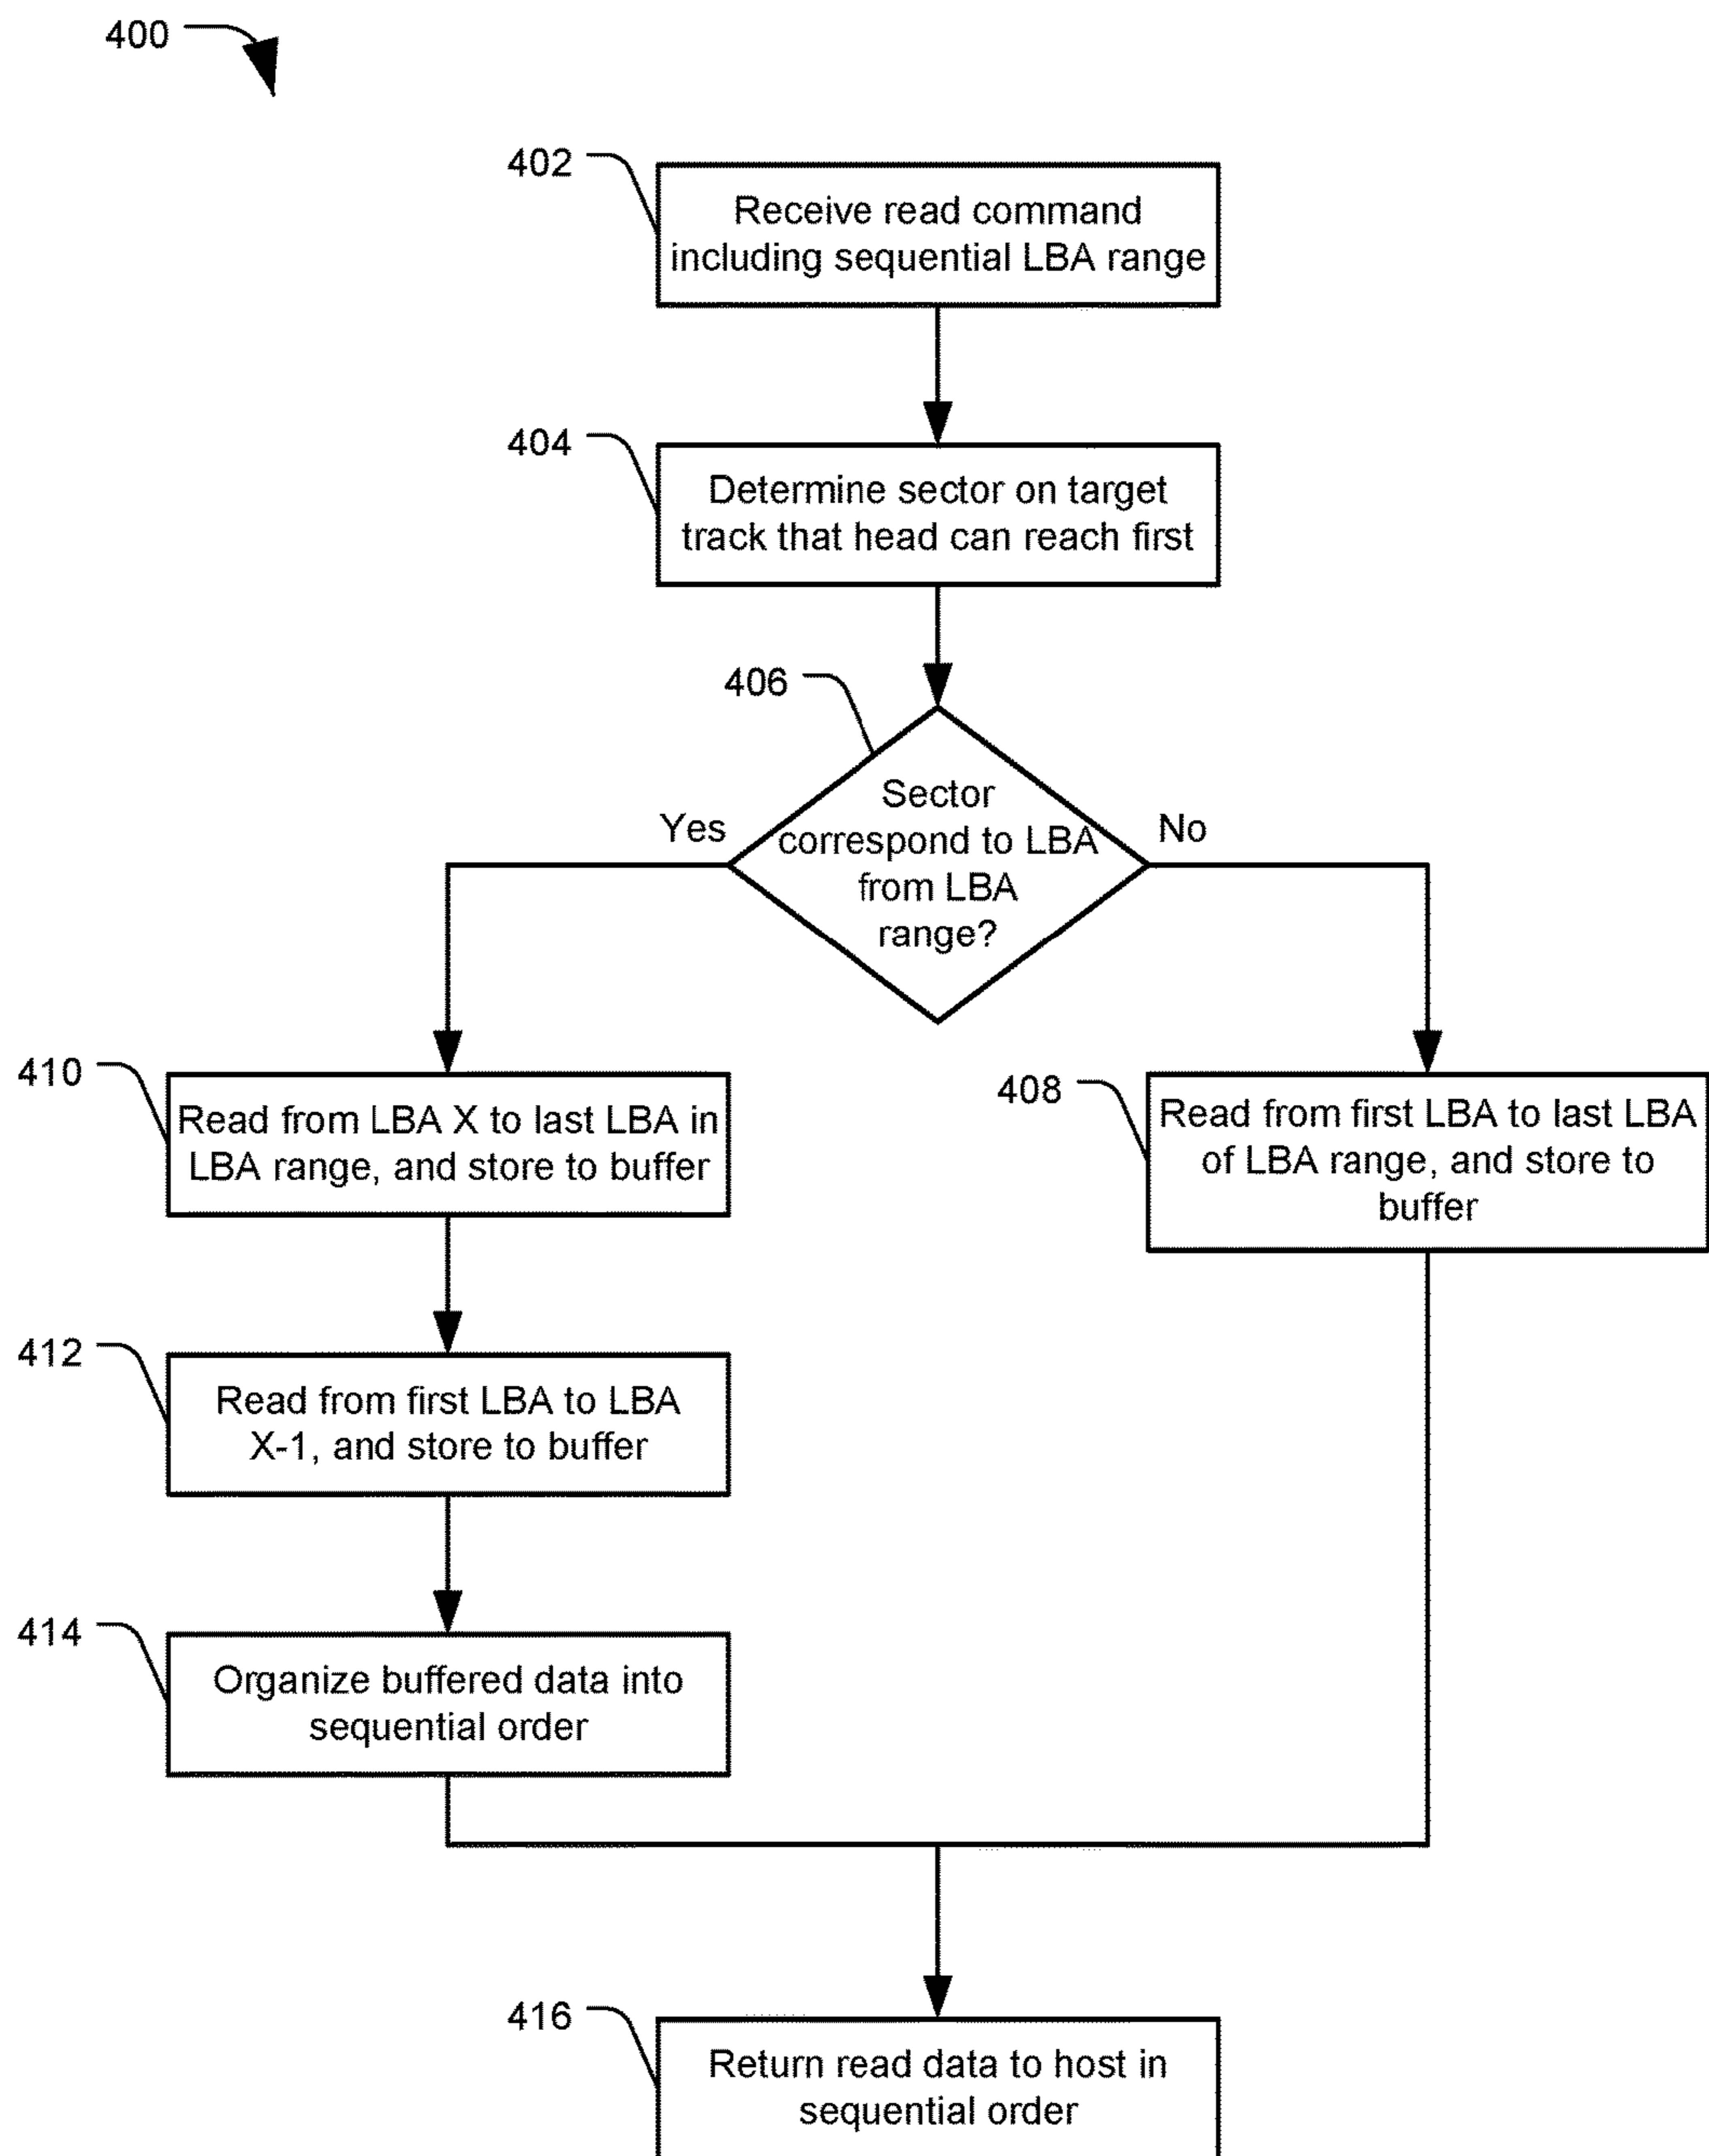 400
402
Receive read command
including sequential LBA range
404
Determine sector on target
track that head can reach first
406
Sector
correspond to LBA
from LBA
range?
Yes
No
410
Read from LBA X to last LBA in
LBA range, and store to buffer
408
Read from first LBA to last LBA
of LBA range, and store to
buffer
412
Read from first LBA to LBA
X-1, and store to buffer
414
Organize buffered data into
sequential order
416
Return read data to host in
sequential order